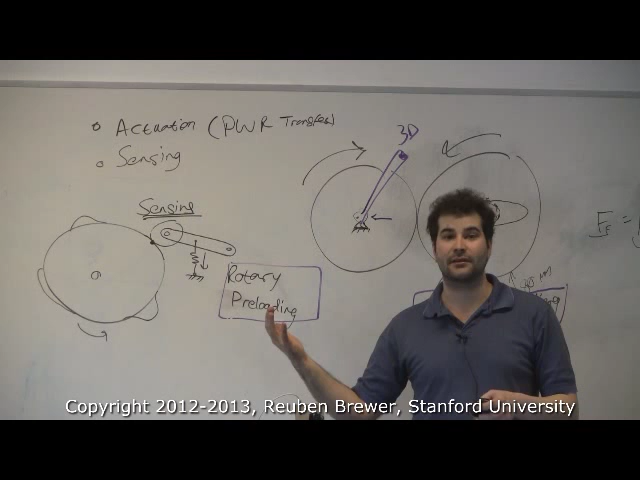 Actuation (PWR Transfer)
Sensing
3D
Sensing
Rotary
Preloading
Copyright 2012-2013, Reuben Brewer, Stanford University